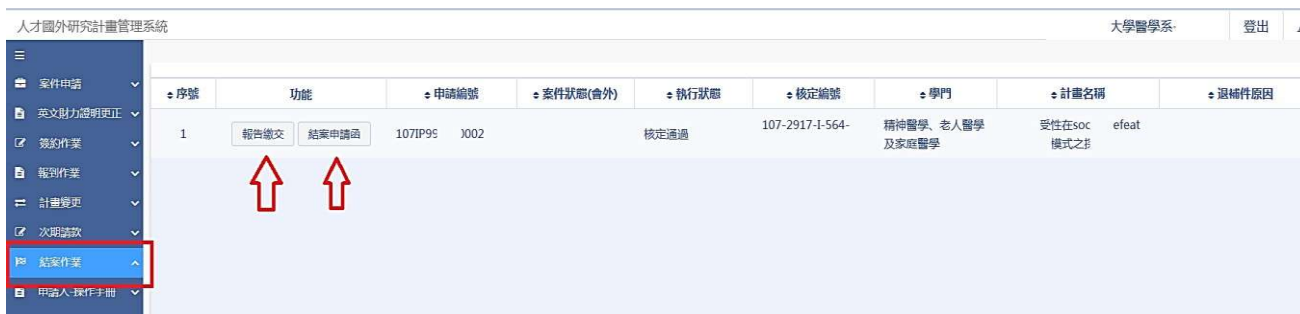 人才國外研究計畫管理系統
大學醫學系-
登出
案件申請
英文財力證明更正
簽約作業
報到作業
計畫變更
次期請款
結案作業
申請人-操作手冊
序號 功能 申請編號 案件狀態(會外) 執行狀態 核定編號 學門 計畫名稱 退補件原因
1 報告繳交 結案申請函 107IP99 0002 核定通過 107-2917-I-564- 精神醫學、老人醫學 受性在soc efeat
及家庭醫學 模式之